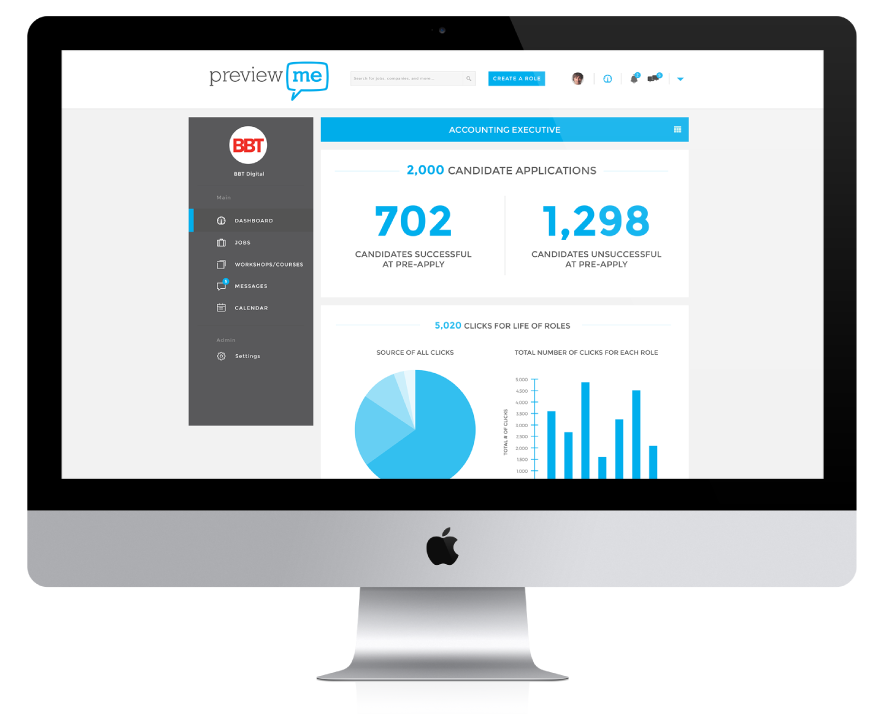 preview me
Search for jobs, companies, and more...
CREATE A ROLE
BBT
BBT Digital
Main
DASHBOARD
JOBS
WORKSHOPS/COURSES
MESSAGES
CALENDAR
Admin
Settings
ACCOUNTING EXECUTIVE
2,000 CANDIDATE APPLICATIONS
702
CANDIDATES SUCCESSFUL
AT PRE-APPLY
1,298
CANDIDATES UNSUCCESSFUL
AT PRE-APPLY
5,020 CLICKS FOR LIFE OF ROLES
SOURCE OF ALL CLICKS
TOTAL NUMBER OF CLICKS FOR EACH ROLE
TOTAL # OF CLICKS
5,000
4,500
4,000
3,500
3,000
2,500
2,000
1,500
1,000